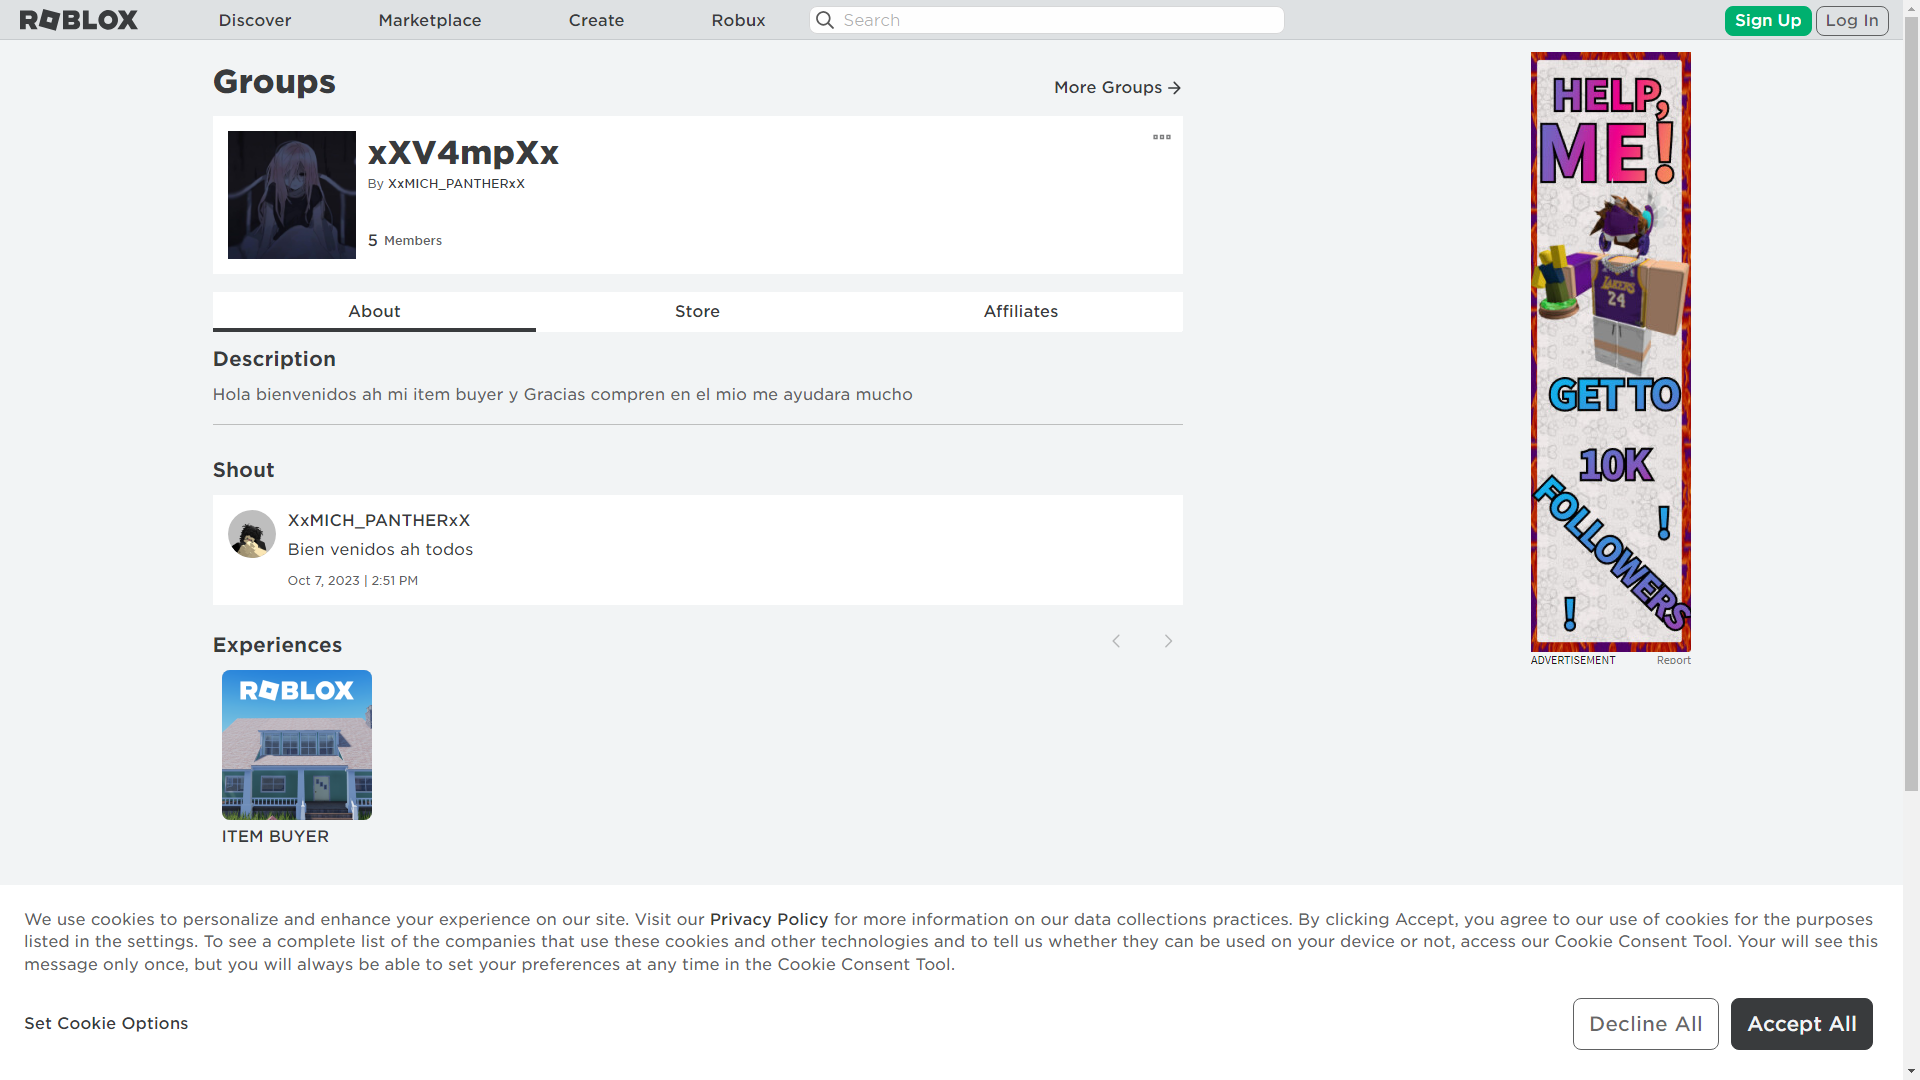 ROBLOX
Discover
Marketplace
Create
Robux
Search
Sign Up
Log In
Groups
More Groups
xXV4mpXx
By XxMICH_PANTHERxX
5 Members
About
Store
Affiliates
Description
Hola bienvenidos ah mi item buyer y Gracias compren en el mio me ayudara mucho
Shout
XxMICH_PANTHERxX
Bien venidos ah todos
Oct 7, 2023 | 2:51 PM
Experiences
ROBLOX
ITEM BUYER
HELP,
ME!
LAKERS
24
GET TO
10K
FOLLOWERS
!
!
ADVERTISEMENT
Report
We use cookies to personalize and enhance your experience on our site. Visit our Privacy Policy for more information on our data collections practices. By clicking Accept, you agree to our use of cookies for the purposes
listed in the settings. To see a complete list of the companies that use these cookies and other technologies and to tell us whether they can be used on your device or not, access our Cookie Consent Tool. Your will see this
message only once, but you will always be able to set your preferences at any time in the Cookie Consent Tool.
Set Cookie Options
Decline All
Accept All